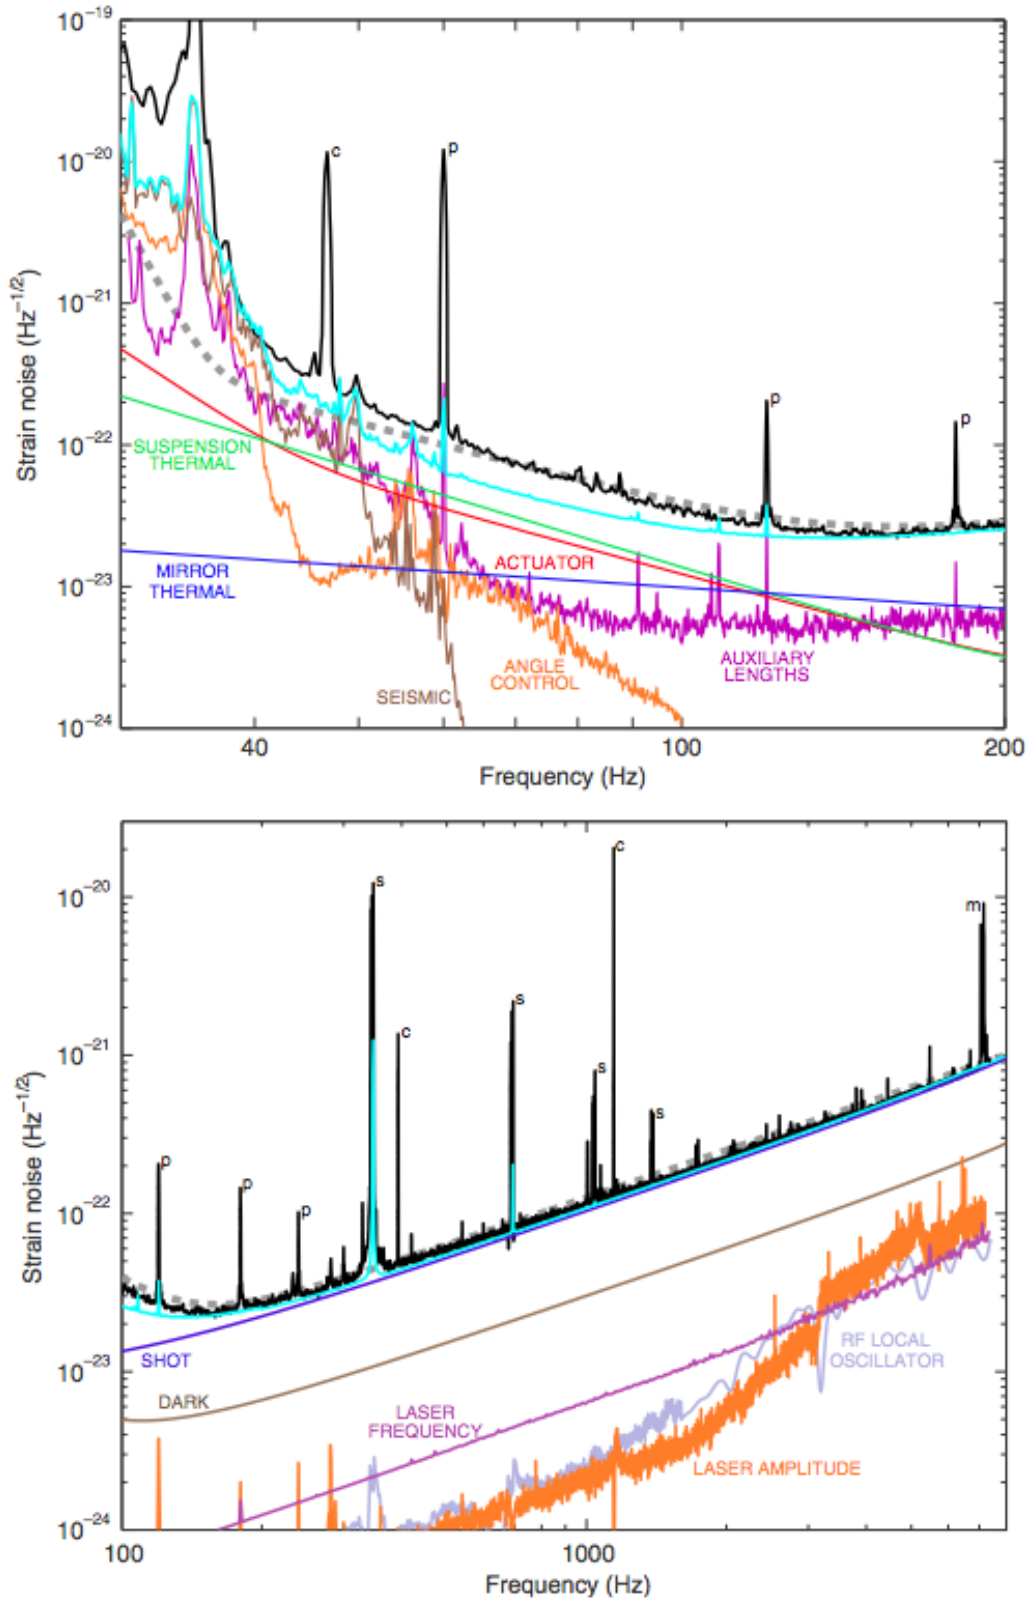 10⁻¹⁹
10⁻²⁰
10⁻²¹
10⁻²²
10⁻²³
10⁻²⁴
Strain noise (Hz⁻¹/²)
c
p
p
p
SUSPENSION
THERMAL
MIRROR
THERMAL
ACTUATOR
ANGLE
CONTROL
SEISMIC
AUXILIARY
LENGTHS
40
100
200
Frequency (Hz)
10⁻²⁰
10⁻²¹
10⁻²²
10⁻²³
10⁻²⁴
Strain noise (Hz⁻¹/²)
p
p
p
s
c
s
s
c
s
m
SHOT
DARK
LASER
FREQUENCY
RF LOCAL
OSCILLATOR
LASER AMPLITUDE
100
1000
Frequency (Hz)